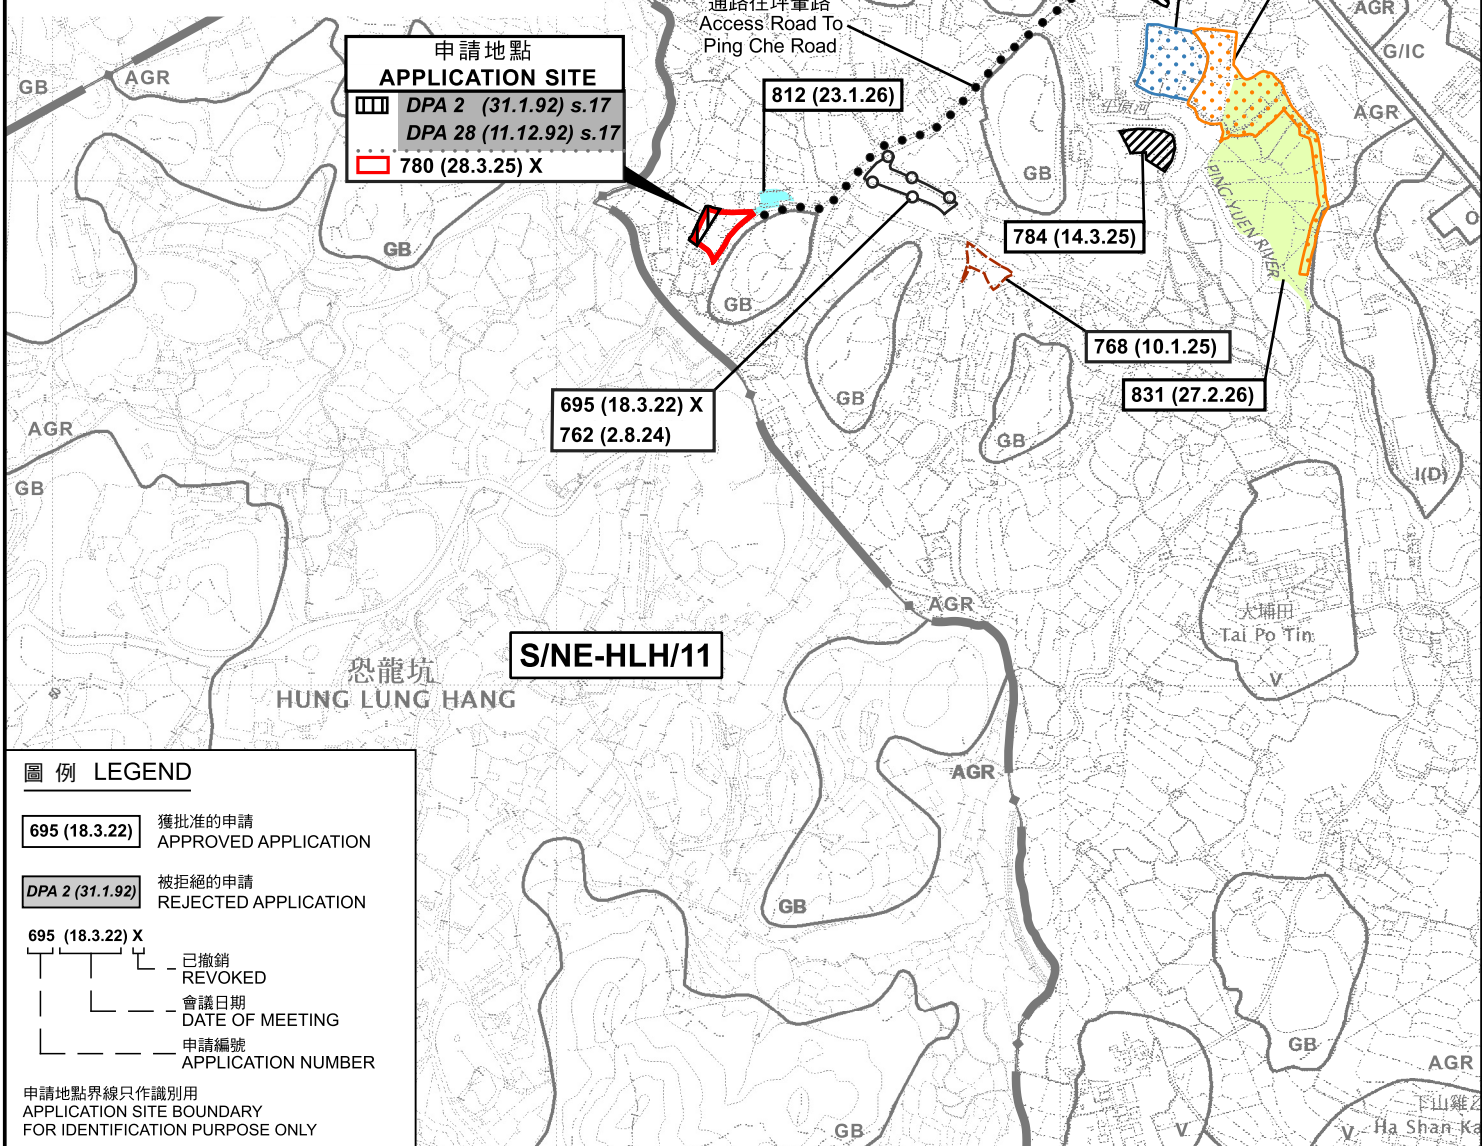 通路往坪輋路
Access Road To
Ping Che Road
申請地點
APPLICATION SITE
DPA 2 (31.1.92) s.17
DPA 28 (11.12.92) s.17
780 (28.3.25) X
812 (23.1.26)
784 (14.3.25)
768 (10.1.25)
831 (27.2.26)
695 (18.3.22) X
762 (2.8.24)
GB
AGR
GB
AGR
G/IC
AGR
GB
GB
平原河
PING YUEN RIVER
GB
GB
AGR
GB
I(D)
AGR
大埔田
Tai Po Tin
V
S/NE-HLH/11
恐龍坑
HUNG LUNG HANG
AGR
GB
GB
AGR
GB
V
V
Ha Shan
圖例 LEGEND
695 (18.3.22)
獲批准的申請
APPROVED APPLICATION
DPA 2 (31.1.92)
被拒絕的申請
REJECTED APPLICATION
695 (18.3.22) X
已撤銷
REVOKED
會議日期
DATE OF MEETING
申請編號
APPLICATION NUMBER
申請地點界線只作識別用
APPLICATION SITE BOUNDARY
FOR IDENTIFICATION PURPOSE ONLY